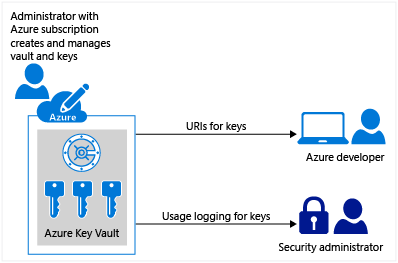 Administrator with
Azure subscription
creates and manages
vault and keys
Azure
URIs for keys
Azure developer
Usage logging for keys
Azure Key Vault
Security administrator